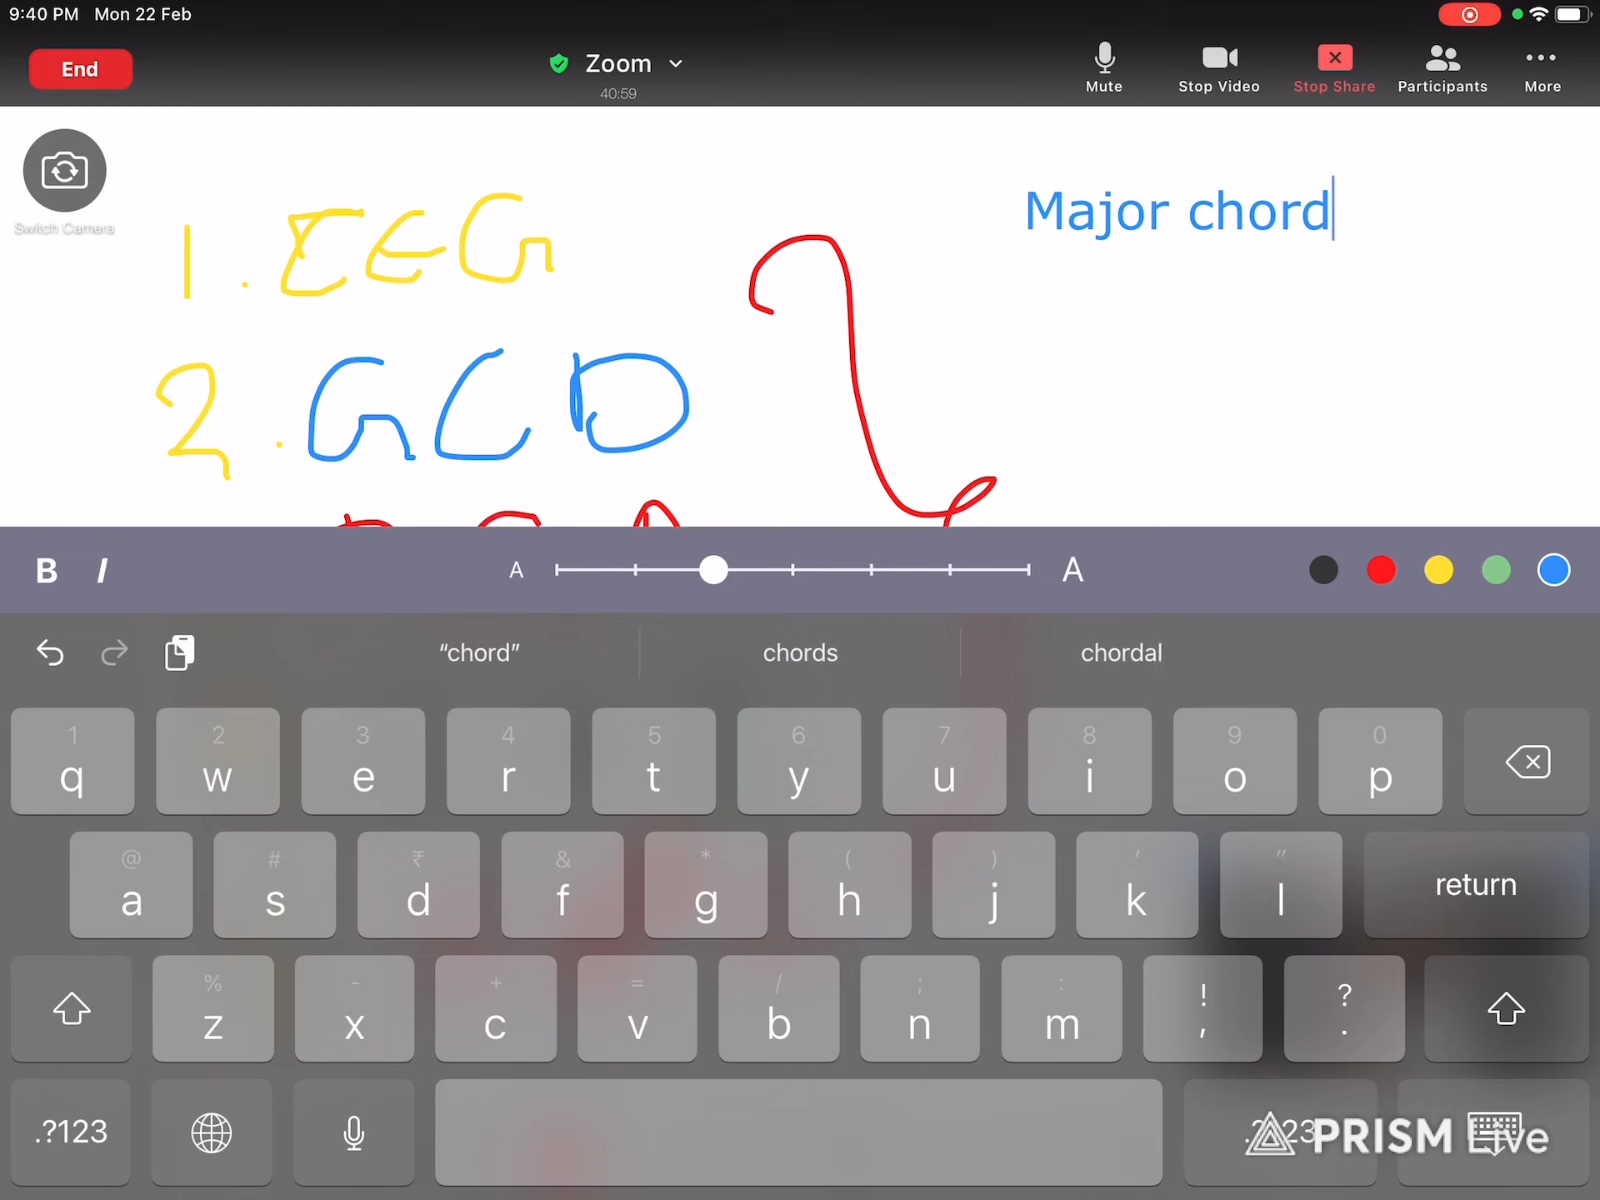 9:40 PM Mon 22 Feb
End
Zoom
40:59
Mute
Stop Video
Stop Share
Participants
More
Switch Camera
Major chord
1. EEG
2. GCD
B I
A A
“chord” chords chordal
1 2 3 4 5 6 7 8 9 0
q w e r t y u i o p
@ # ₹ & * ( ) ' "
a s d f g h j k l return
% - + = / ; : ! ?
z x c v b n m , .
.?123
PRISM Live